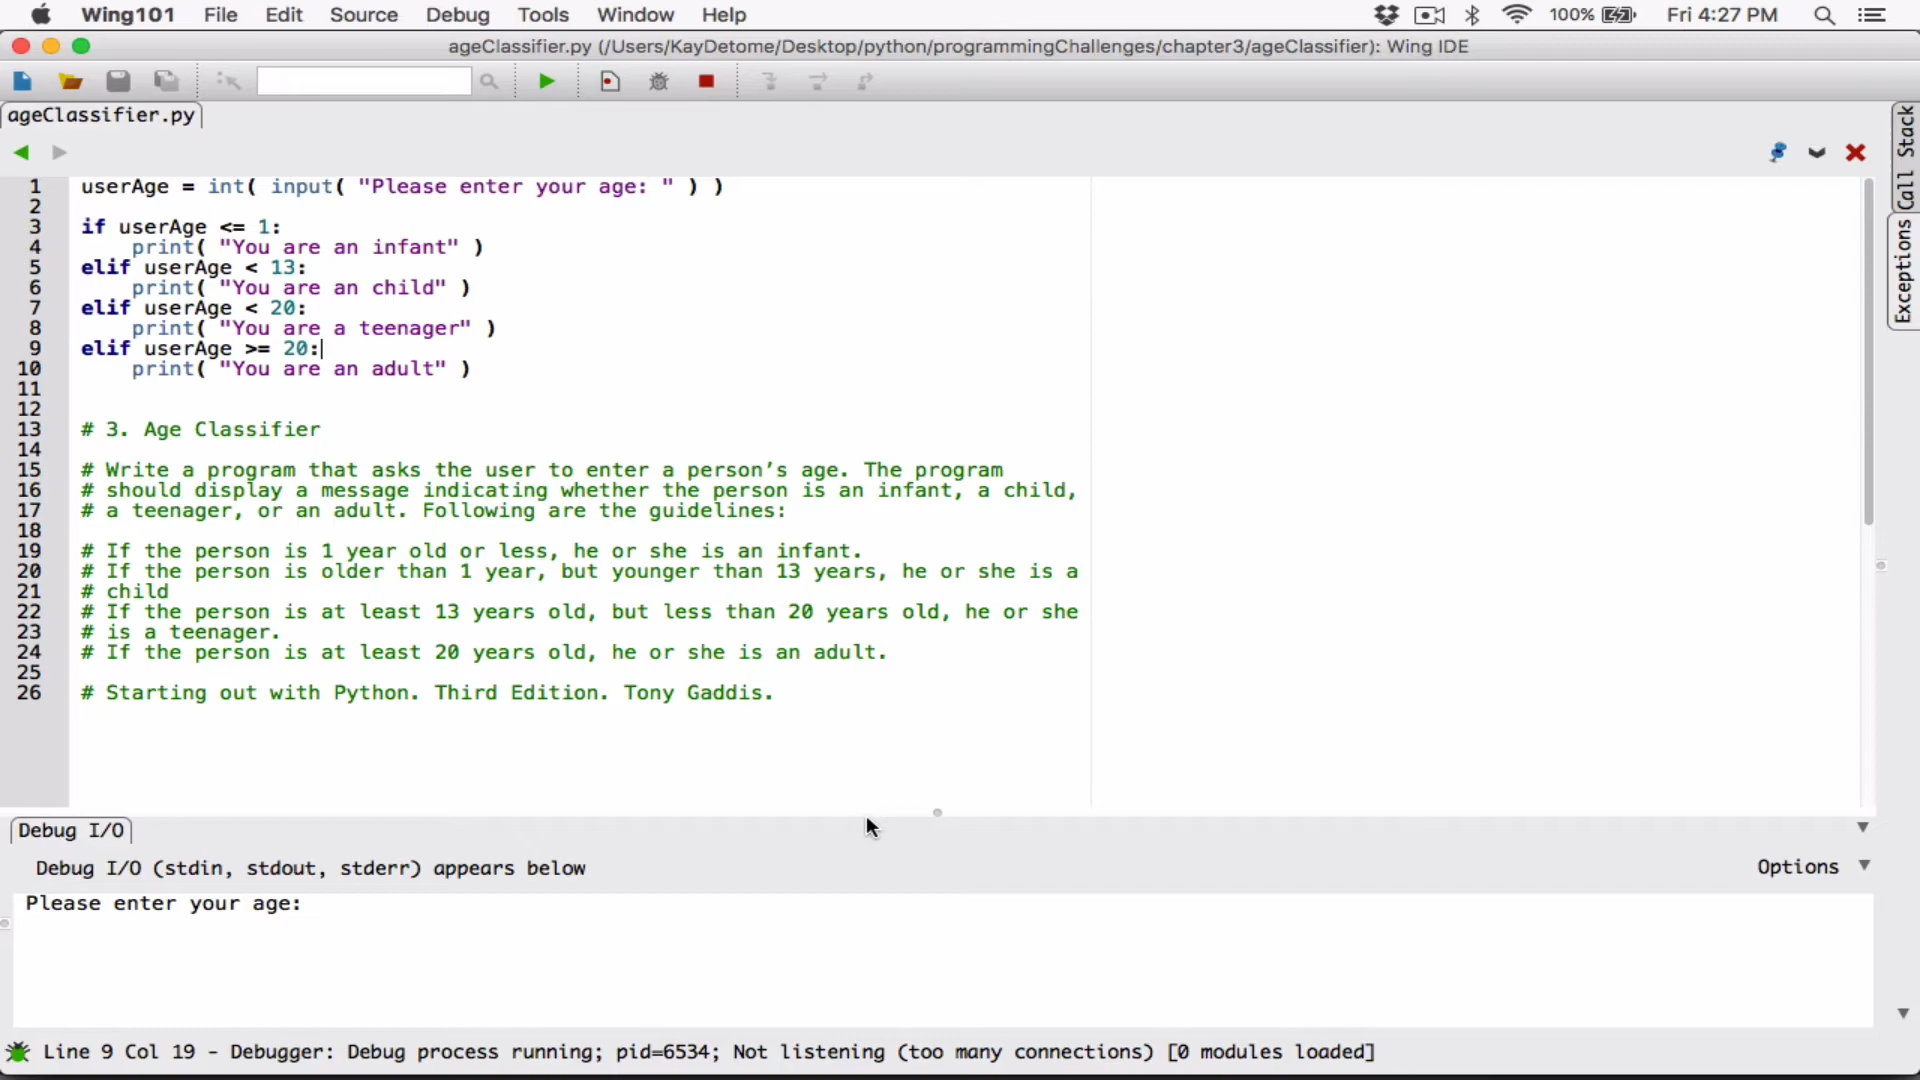 Wing101 File Edit Source Debug Tools Window Help 100% Fri 4:27 PM
ageClassifier.py (/Users/KayDetome/Desktop/python/programmingChallenges/chapter3/ageClassifier): Wing IDE
ageClassifier.py
Call Stack
Exceptions
1 userAge = int( input( "Please enter your age: " ) )
2
3 if userAge <= 1:
4 print( "You are an infant" )
5 elif userAge < 13:
6 print( "You are an child" )
7 elif userAge < 20:
8 print( "You are a teenager" )
9 elif userAge >= 20:
10 print( "You are an adult" )
11
12
13 # 3. Age Classifier
14
15 # Write a program that asks the user to enter a person’s age. The program
16 # should display a message indicating whether the person is an infant, a child,
17 # a teenager, or an adult. Following are the guidelines:
18
19 # If the person is 1 year old or less, he or she is an infant.
20 # If the person is older than 1 year, but younger than 13 years, he or she is a
21 # child
22 # If the person is at least 13 years old, but less than 20 years old, he or she
23 # is a teenager.
24 # If the person is at least 20 years old, he or she is an adult.
25
26 # Starting out with Python. Third Edition. Tony Gaddis.
Debug I/O
Debug I/O (stdin, stdout, stderr) appears below Options
Please enter your age:
Line 9 Col 19 - Debugger: Debug process running; pid=6534; Not listening (too many connections) [0 modules loaded]